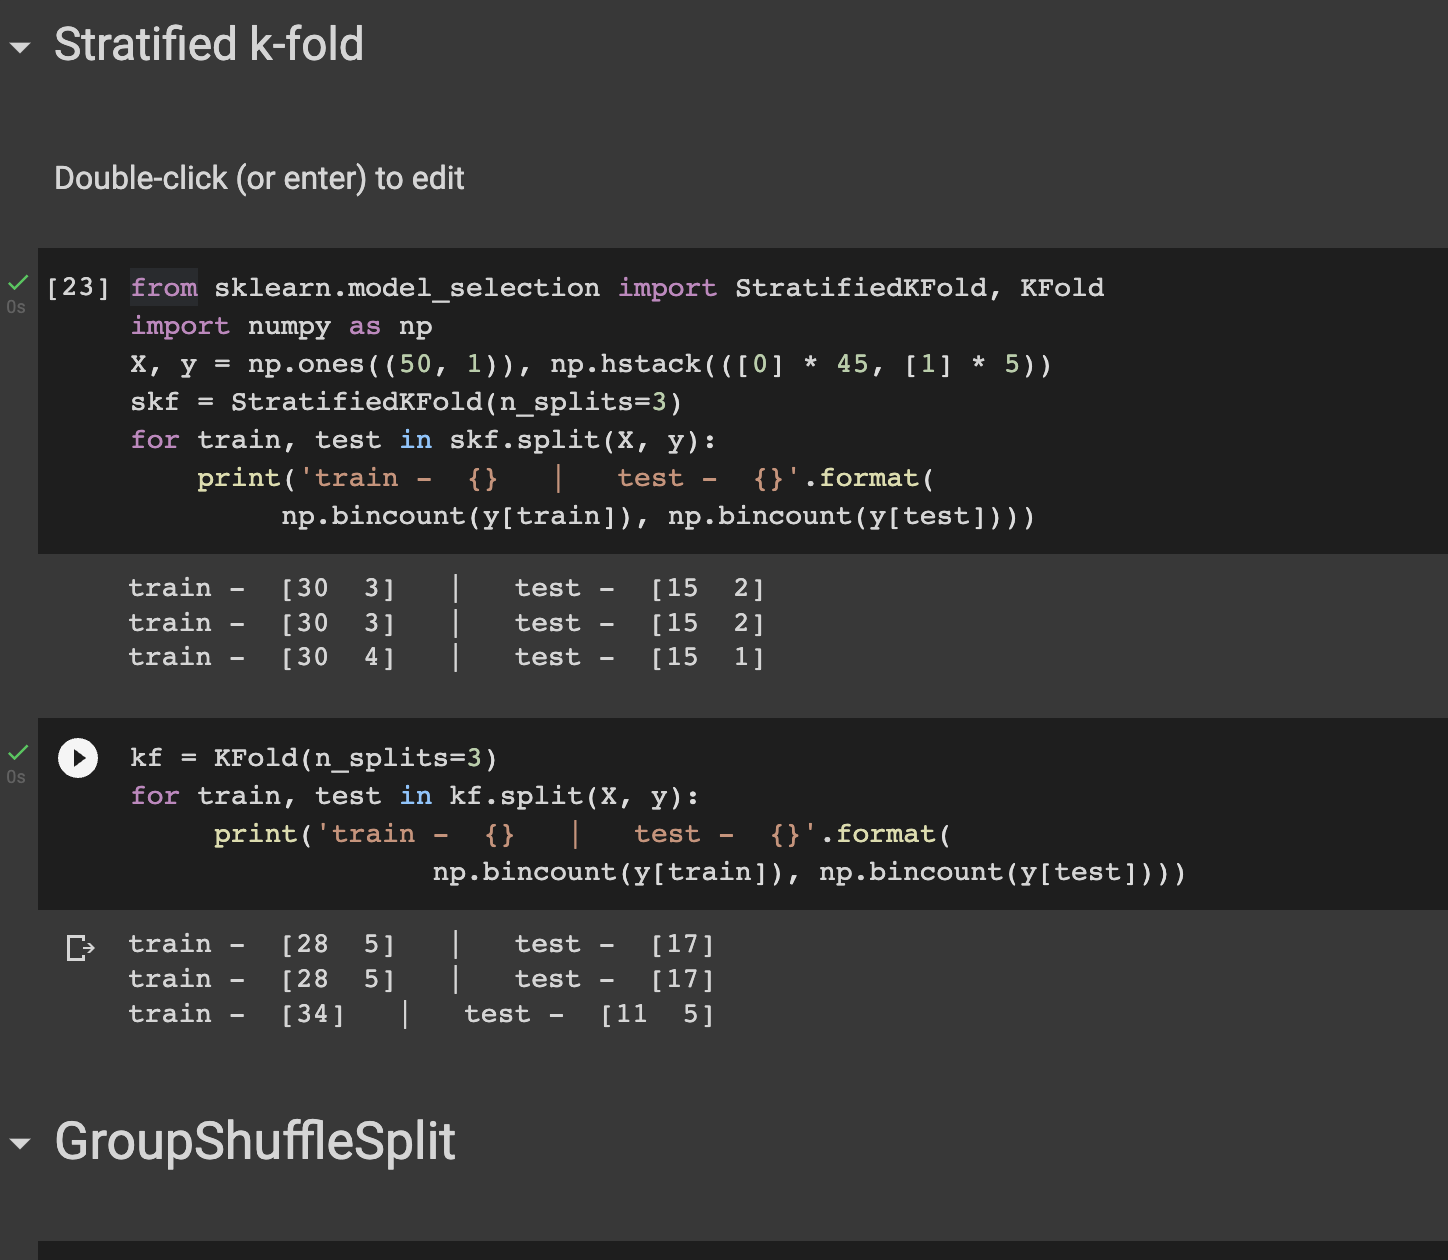 Stratified k-fold
Double-click (or enter) to edit
0s
[23] from sklearn.model_selection import StratifiedKFold, KFold
import numpy as np
X, y = np.ones((50, 1)), np.hstack(([0] * 45, [1] * 5))
skf = StratifiedKFold(n_splits=3)
for train, test in skf.split(X, y):
    print('train -  {}   |   test -  {}'.format(
         np.bincount(y[train]), np.bincount(y[test])))
train -  [30  3]   |   test -  [15  2]
train -  [30  3]   |   test -  [15  2]
train -  [30  4]   |   test -  [15  1]
0s
kf = KFold(n_splits=3)
for train, test in kf.split(X, y):
     print('train -  {}   |   test -  {}'.format(
                  np.bincount(y[train]), np.bincount(y[test])))
train -  [28  5]   |   test -  [17]
train -  [28  5]   |   test -  [17]
train -  [34]   |   test -  [11  5]
GroupShuffleSplit